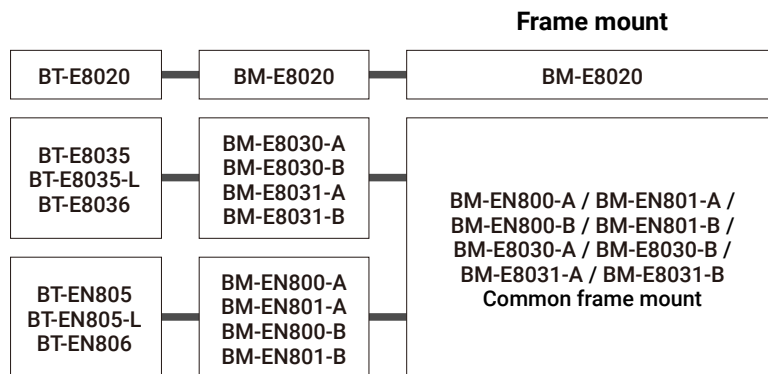 Frame mount
BT-E8020
BM-E8020
BM-E8020
BT-E8035
BT-E8035-L
BT-E8036
BM-E8030-A
BM-E8030-B
BM-E8031-A
BM-E8031-B
BM-EN800-A / BM-EN801-A /
BM-EN800-B / BM-EN801-B /
BM-E8030-A / BM-E8030-B /
BM-E8031-A / BM-E8031-B
Common frame mount
BT-EN805
BT-EN805-L
BT-EN806
BM-EN800-A
BM-EN801-A
BM-EN800-B
BM-EN801-B